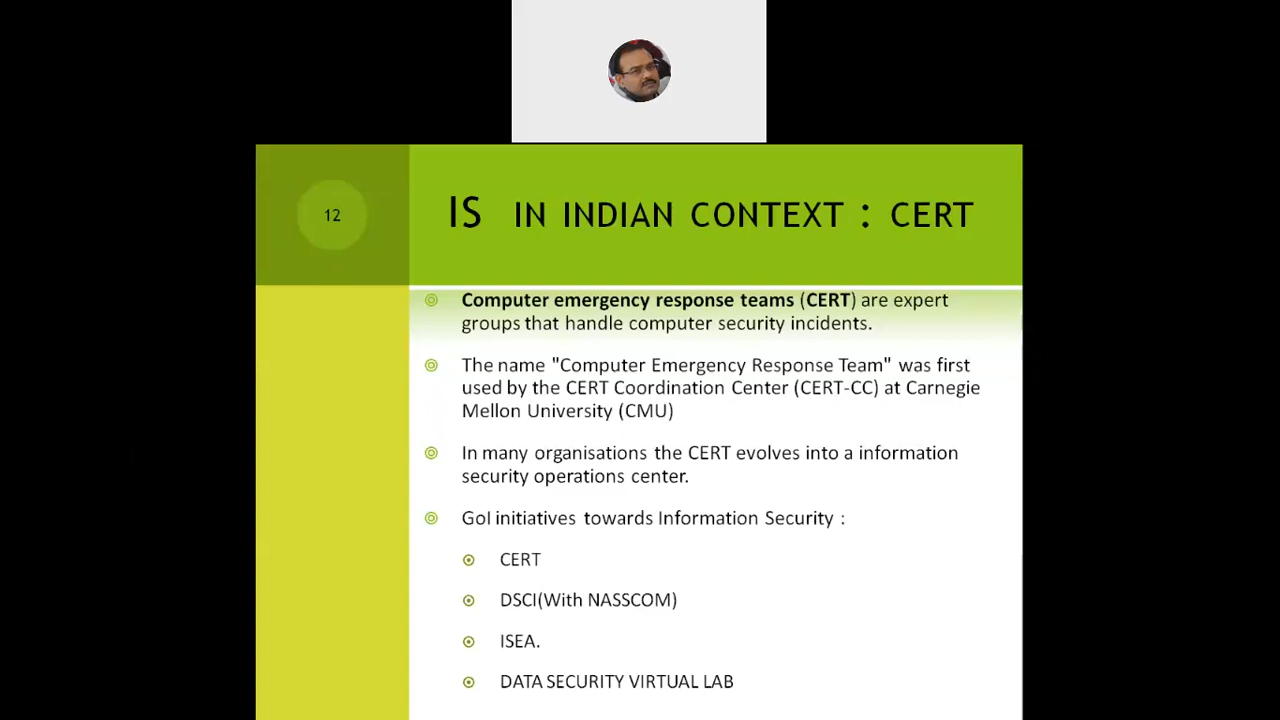 12
IS IN INDIAN CONTEXT : CERT
Computer emergency response teams (CERT) are expert
groups that handle computer security incidents.
The name "Computer Emergency Response Team" was first
used by the CERT Coordination Center (CERT-CC) at Carnegie
Mellon University (CMU)
In many organisations the CERT evolves into a information
security operations center.
GoI initiatives towards Information Security :
CERT
DSCI(With NASSCOM)
ISEA.
DATA SECURITY VIRTUAL LAB